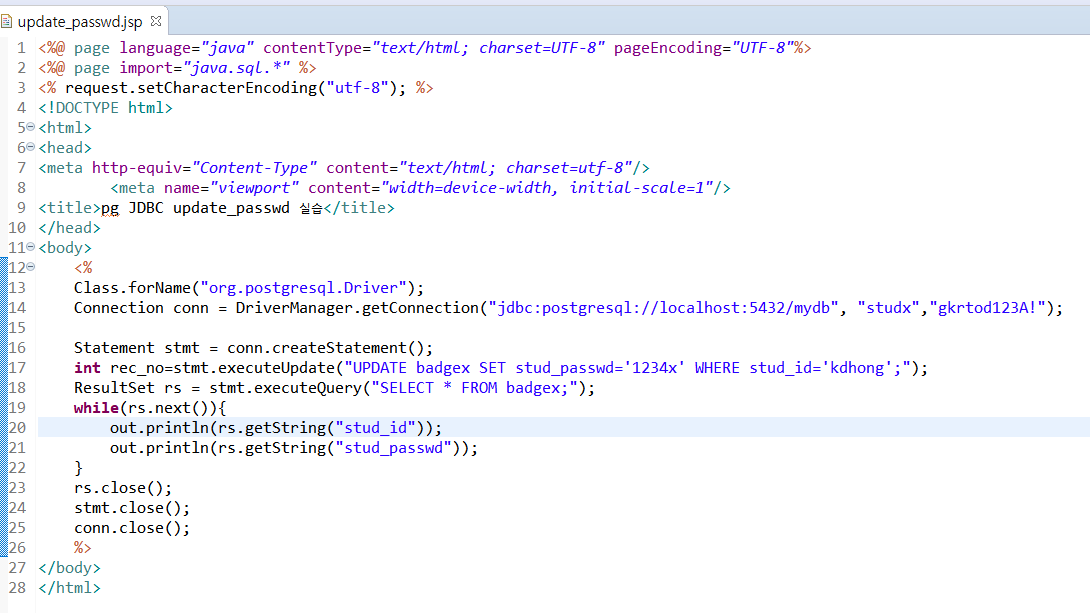 update_passwd.jsp
1 <%@ page language="java" contentType="text/html; charset=UTF-8" pageEncoding="UTF-8"%>
2 <%@ page import="java.sql.*" %>
3 <% request.setCharacterEncoding("utf-8"); %>
4 <!DOCTYPE html>
5 <html>
6 <head>
7 <meta http-equiv="Content-Type" content="text/html; charset=utf-8"/>
8 <meta name="viewport" content="width=device-width, initial-scale=1"/>
9 <title>pg JDBC update_passwd 실습</title>
10 </head>
11 <body>
12 <%
13 Class.forName("org.postgresql.Driver");
14 Connection conn = DriverManager.getConnection("jdbc:postgresql://localhost:5432/mydb", "studx","gkrtod123A!");
15
16 Statement stmt = conn.createStatement();
17 int rec_no=stmt.executeUpdate("UPDATE badgex SET stud_passwd='1234x' WHERE stud_id='kdhong';");
18 ResultSet rs = stmt.executeQuery("SELECT * FROM badgex;");
19 while(rs.next()){
20 out.println(rs.getString("stud_id"));
21 out.println(rs.getString("stud_passwd"));
22 }
23 rs.close();
24 stmt.close();
25 conn.close();
26 %>
27 </body>
28 </html>